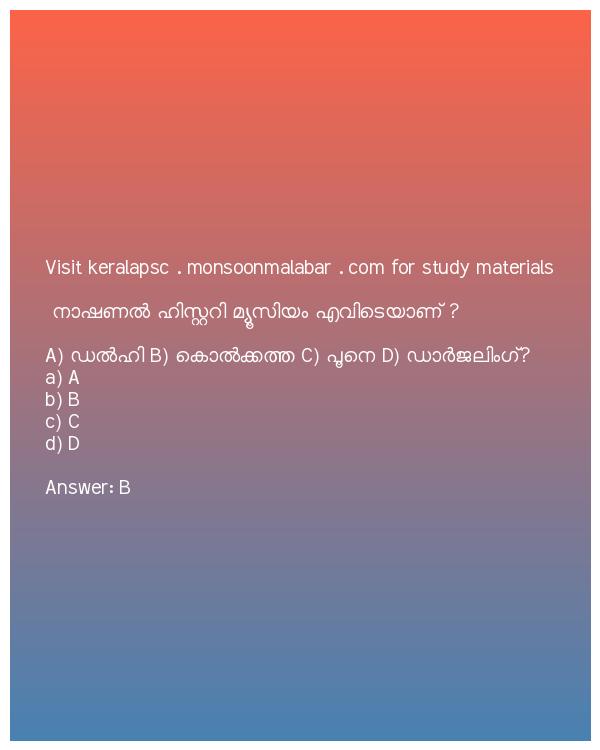 Visit keralapsc . monsoonmalabar . com for study materials
നാഷണൽ ഹിസ്റ്ററി മ്യൂസിയം എവിടെയാണ് ?
A) ഡൽഹി B) കൊൽക്കത്ത C) പൂനെ D) ഡാർജലിംഗ്?
a) A
b) B
c) C
d) D
Answer: B